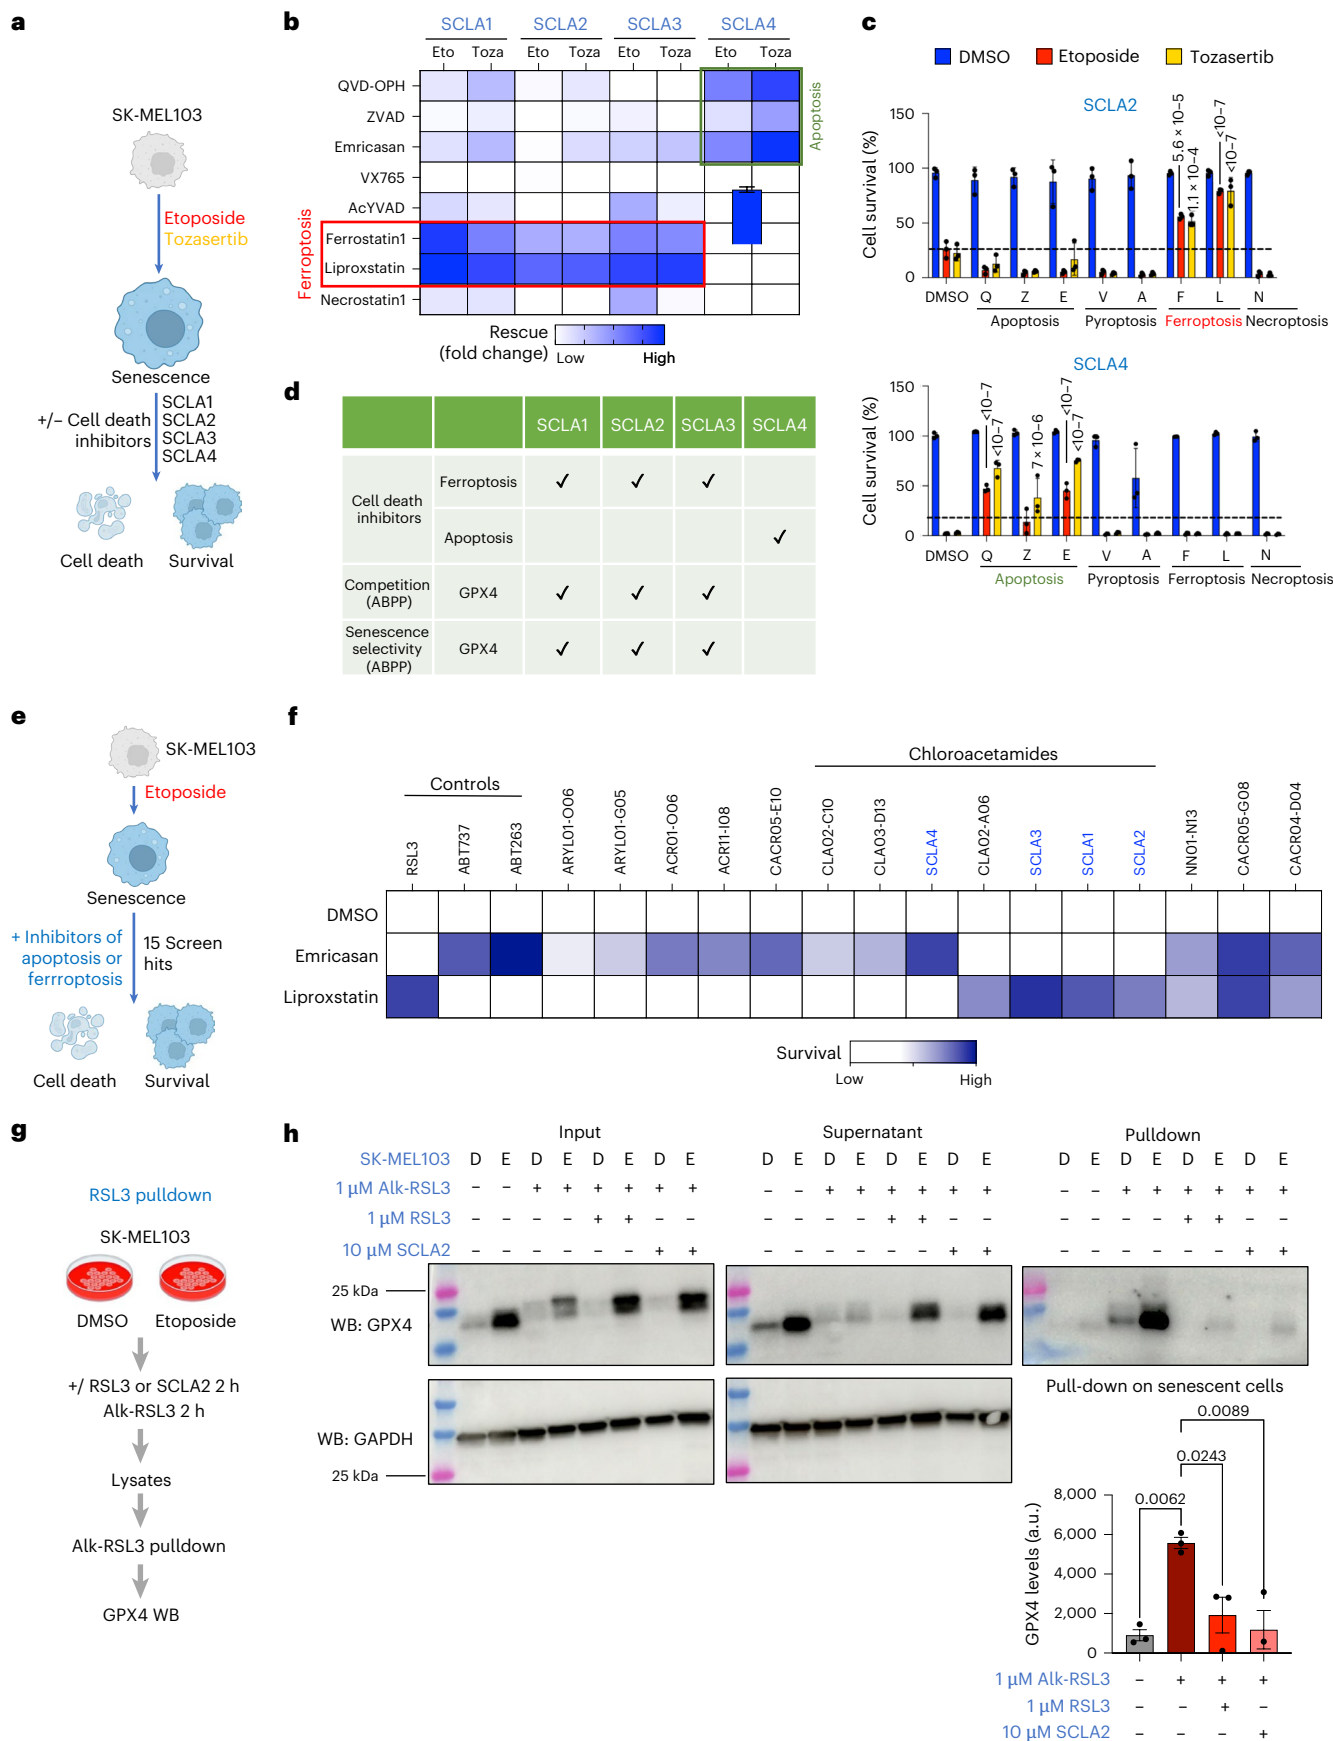 a
SK-MEL103
Etoposide
Tozasertib
Senescence
+/– Cell death
inhibitors
SCLA1
SCLA2
SCLA3
SCLA4
Cell death
Survival
b
SCLA1 SCLA2 SCLA3 SCLA4
Eto Toza Eto Toza Eto Toza Eto Toza
QVD-OPH
ZVAD
Emricasan
VX765
AcYVAD
Ferrostatin1
Liproxstatin
Necrostatin1
Ferroptosis
Apoptosis
Rescue
(fold change)
Low High
c
DMSO Etoposide Tozasertib
SCLA2
Cell survival (%)
150
100
50
0
5.6 × 10–5
1.1 × 10–4
<10–7
<10–7
DMSO Q Z E V A F L N
Apoptosis Pyroptosis Ferroptosis Necroptosis
SCLA4
Cell survival (%)
150
100
50
0
<10–7
<10–7
7 × 10–6
<10–7
<10–7
DMSO Q Z E V A F L N
Apoptosis Pyroptosis Ferroptosis Necroptosis
d
SCLA1 SCLA2 SCLA3 SCLA4
Cell death
inhibitors
Ferroptosis ✓ ✓ ✓
Apoptosis ✓
Competition
(ABPP)
GPX4 ✓ ✓ ✓
Senescence
selectivity
(ABPP)
GPX4 ✓ ✓ ✓
e
SK-MEL103
Etoposide
Senescence
+ Inhibitors of
apoptosis or
ferrroptosis
15 Screen
hits
Cell death
Survival
f
Controls
Chloroacetamides
RSL3
ABT737
ABT263
ARYL01-O06
ARYL01-G05
ACR01-O06
ACR11-I08
CACR05-E10
CLA02-C10
CLA03-D13
SCLA4
CLA02-A06
SCLA3
SCLA1
SCLA2
NN01-N13
CACR05-G08
CACR04-D04
DMSO
Emricasan
Liproxstatin
Survival
Low High
g
RSL3 pulldown
SK-MEL103
DMSO Etoposide
+/ RSL3 or SCLA2 2 h
Alk-RSL3 2 h
Lysates
Alk-RSL3 pulldown
GPX4 WB
h
Input Supernatant Pulldown
SK-MEL103 D E D E D E D E D E D E D E D E D E D E D E D E
1 µM Alk-RSL3 – – + + + + + + – – + + + + + + – – + + + + + +
1 µM RSL3 – – – – + + – – – – – – + + – – – – – – + + – –
10 µM SCLA2 – – – – – – + + – – – – – – + + – – – – – – + +
25 kDa
WB: GPX4
WB: GAPDH
25 kDa
Pull-down on senescent cells
0.0089
0.0243
0.0062
GPX4 levels (a.u.)
8,000
6,000
4,000
2,000
0
1 µM Alk-RSL3 – + + +
1 µM RSL3 – – + –
10 µM SCLA2 – – – +